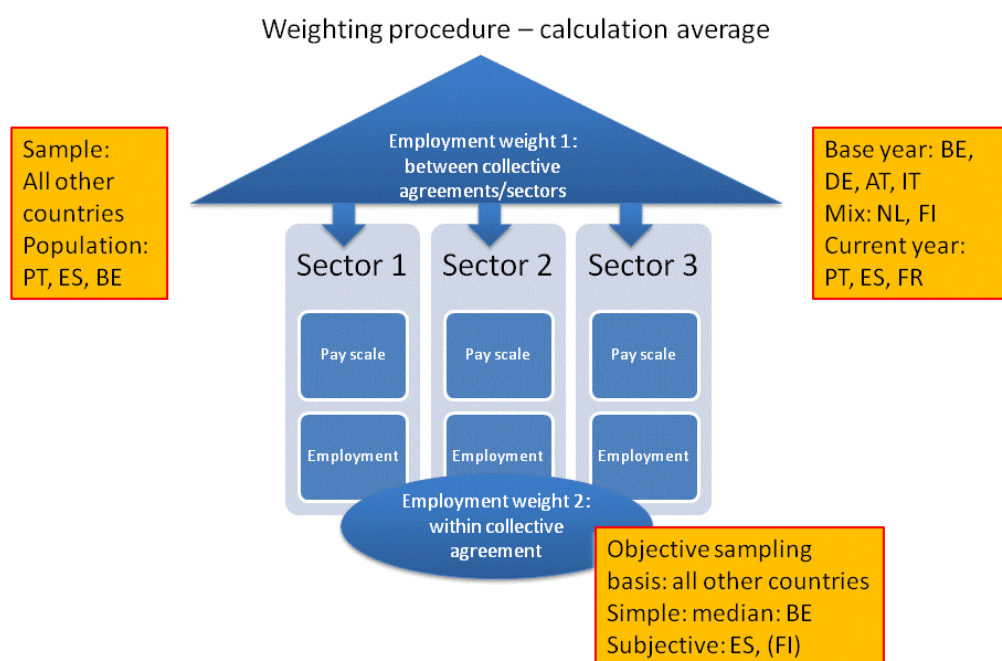 Weighting procedure – calculation average
Sample:
All other
countries
Population:
PT, ES, BE
Employment weight 1:
between collective
agreements/sectors
Base year: BE,
DE, AT, IT
Mix: NL, FI
Current year:
PT, ES, FR
Sector 1
Sector 2
Sector 3
Pay scale
Pay scale
Pay scale
Employment
Employment
Employment
Employment weight 2:
within collective
agreement
Objective sampling
basis: all other countries
Simple: median: BE
Subjective: ES, (FI)